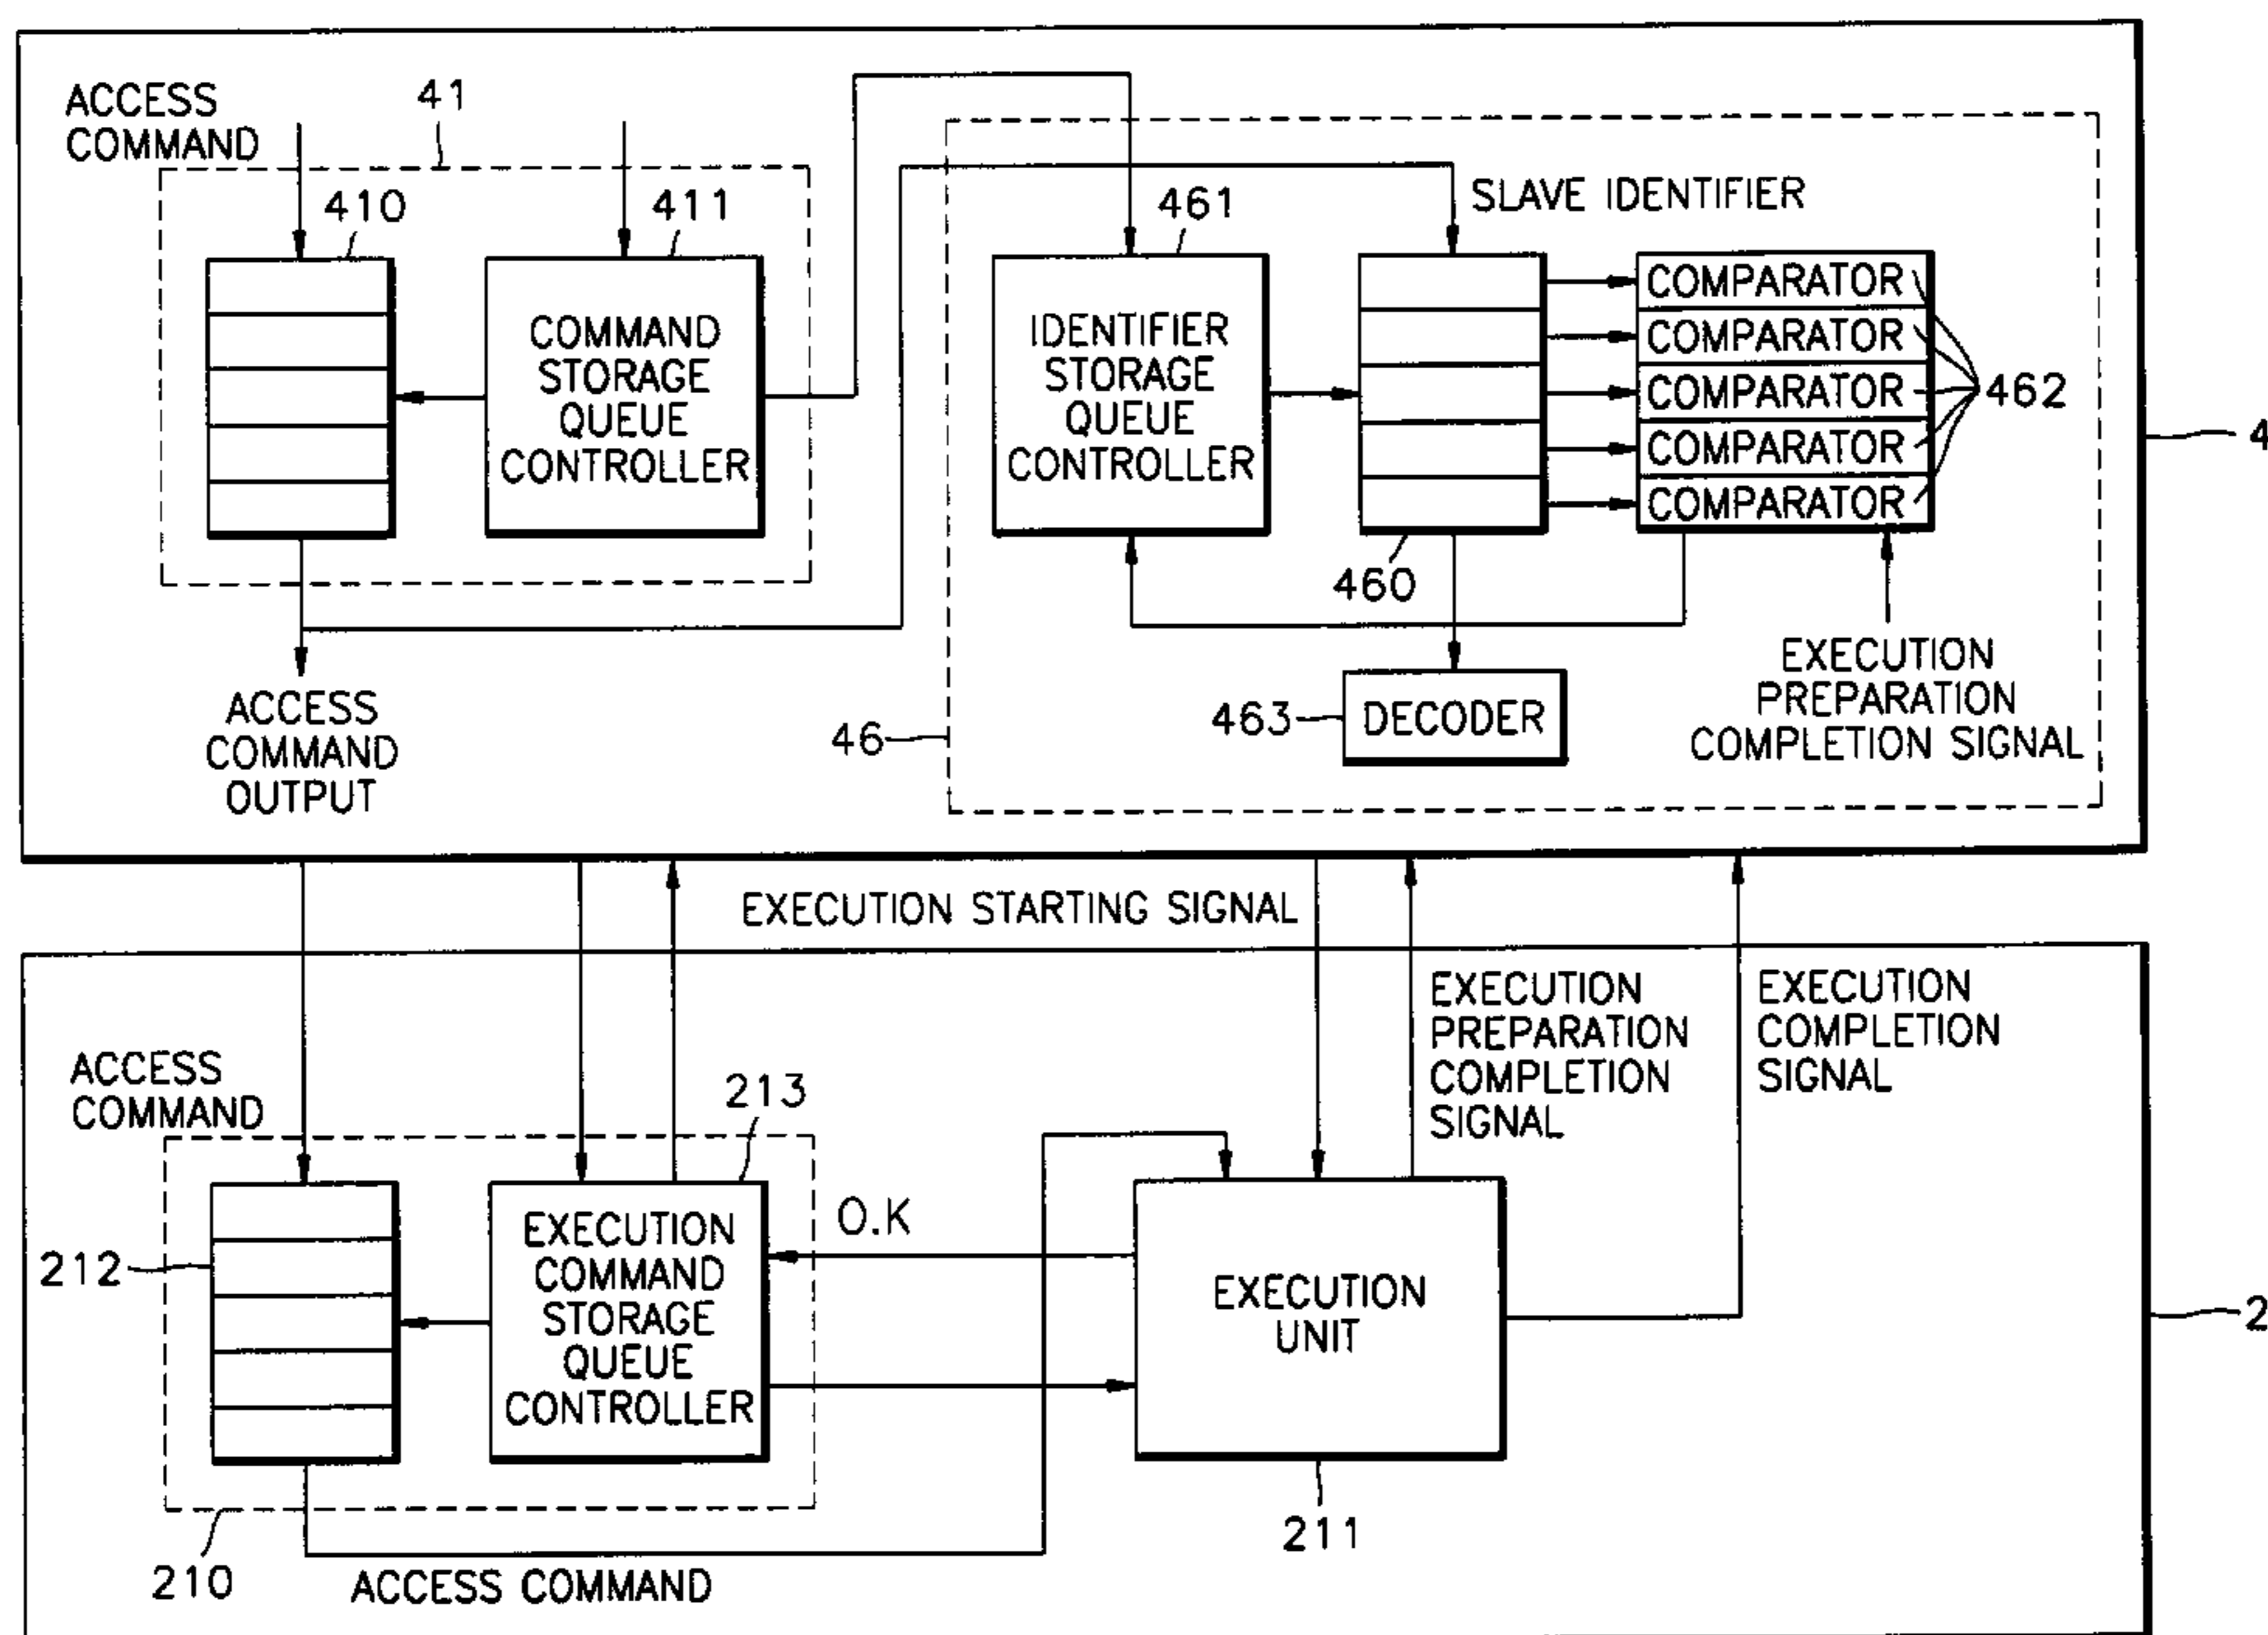 ACCESS
COMMAND
41
410
411
COMMAND
STORAGE
QUEUE
CONTROLLER
ACCESS
COMMAND
OUTPUT
461
SLAVE IDENTIFIER
IDENTIFIER
STORAGE
QUEUE
CONTROLLER
COMPARATOR
COMPARATOR
COMPARATOR
COMPARATOR
COMPARATOR
462
460
463
DECODER
46
EXECUTION
PREPARATION
COMPLETION SIGNAL
4
EXECUTION STARTING SIGNAL
EXECUTION
PREPARATION
COMPLETION
SIGNAL
EXECUTION
COMPLETION
SIGNAL
ACCESS
COMMAND
213
212
EXECUTION
COMMAND
STORAGE
QUEUE
CONTROLLER
O.K
EXECUTION
UNIT
2
211
210
ACCESS COMMAND